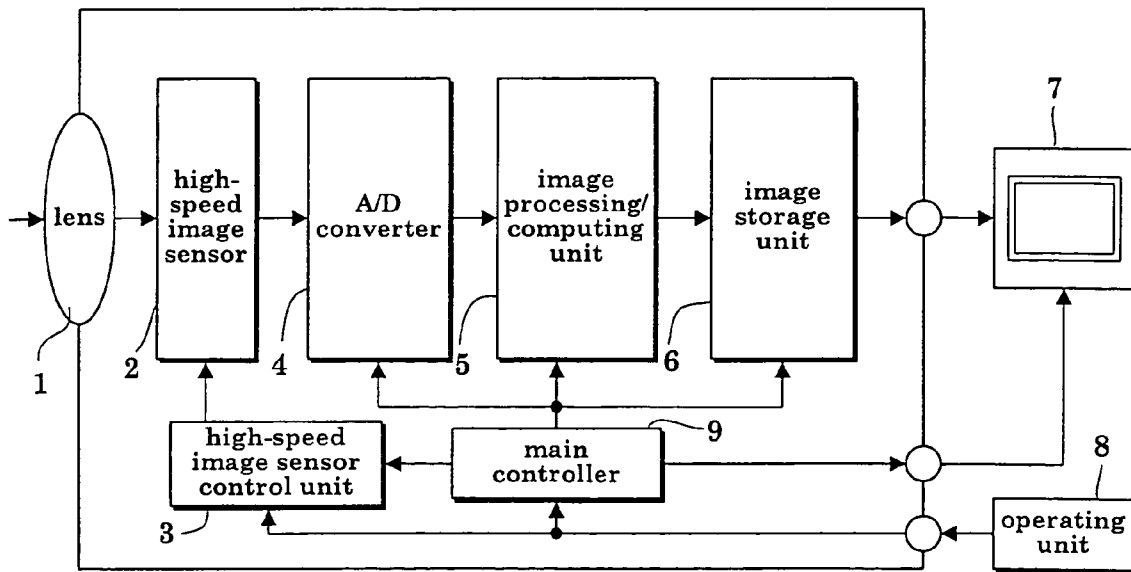 7
lens
high-
speed
image
sensor
A/D
converter
image
processing/
computing
unit
image
storage
unit
1
2
4
5
6
high-speed
image sensor
control unit
3
main
controller
9
8
operating
unit